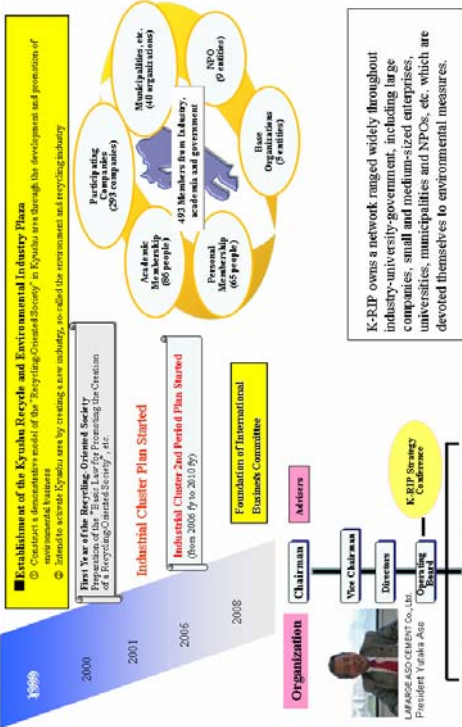 ■Establishment of the Kyushu Recycle and Environmental Industry Plaza
① Construct a demonstrative model of the "Recycling-Oriented Society" in Kyushu area through the development and promotion of
environmental business
② Intend to activate Kyushu area by creating a new industry, so-called the environment and recycling industry
1999
2000
2001
2006
2008
First Year of the Recycling-Oriented Society
Preparation of the "Basic Law for Promoting the Creation
of a Recycling-Oriented Society", etc.
Industrial Cluster Plan Started
Industrial Cluster 2nd Period Plan Started
(from 2006 fy to 2010 fy)
Foundation of International
Business Committee
Participating
Companies
(293 companies)
Municipalities, etc.
(40 organizations)
NPO
(9 entities)
Base
Organizations
(5 entities)
Personal
Membership
(65 people)
Academic
Membership
(86 people)
493 Members from industry,
academia and government
Organization
Chairman
Advisers
Vice Chairman
Directors
Operating
Board
K-RIP Strategy
Conference
LAFARGE ASO CEMENT Co., Ltd.
President Yutaka Aso
K-RIP owns a network ranged widely throughout
industry-university-government, including large
companies, small and medium-sized enterprises,
universities, municipalities and NPOs, etc. which are
devoted themselves to environmental measures.